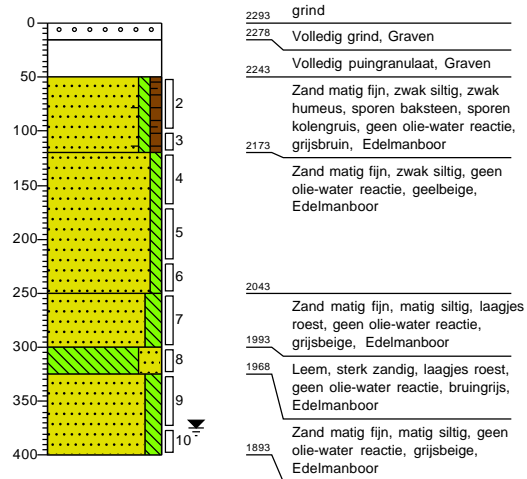 0
50
100
150
200
250
300
350
400
2
3
4
5
6
7
8
9
10
2293
grind
2278
Volledig grind, Graven
2243
Volledig puingranulaat, Graven
Zand matig fijn, zwak siltig, zwak
humeus, sporen baksteen, sporen
kolengruis, geen olie-water reactie,
grijsbruin, Edelmanboor
2173
Zand matig fijn, zwak siltig, geen
olie-water reactie, geelbeige,
Edelmanboor
2043
Zand matig fijn, matig siltig, laagjes
roest, geen olie-water reactie,
grijsbeige, Edelmanboor
1993
1968
Leem, sterk zandig, laagjes roest,
geen olie-water reactie, bruingrijs,
Edelmanboor
Zand matig fijn, matig siltig, geen
olie-water reactie, grijsbeige,
Edelmanboor
1893